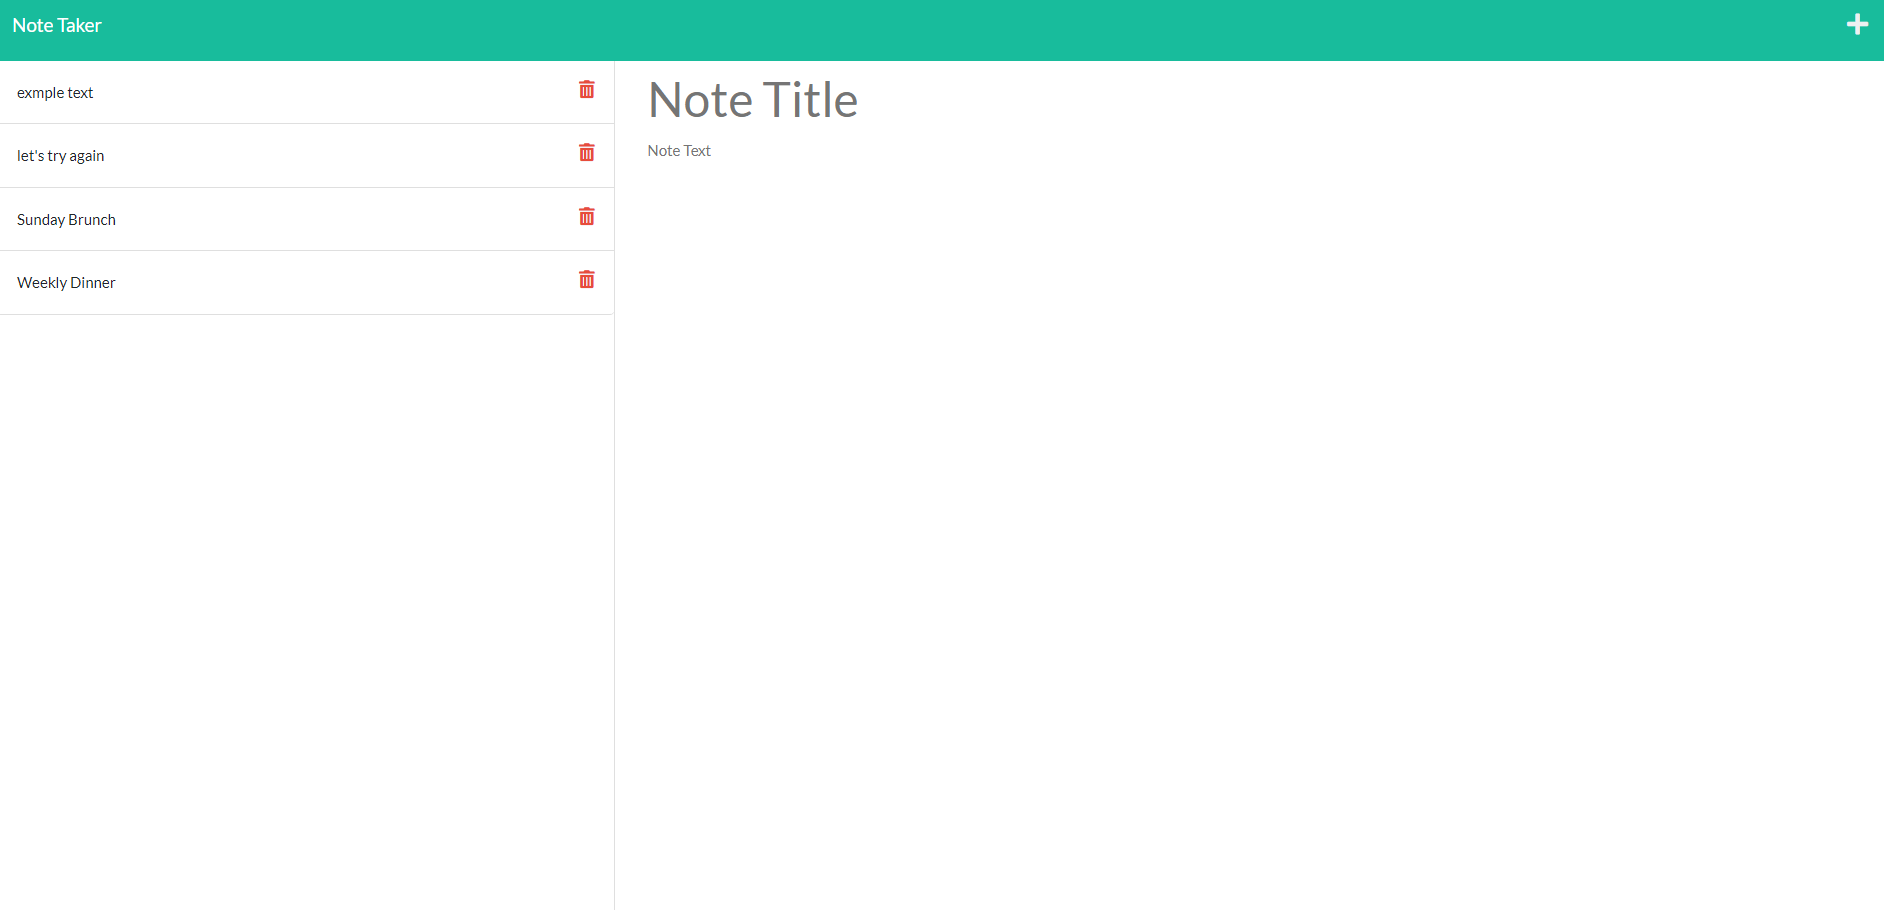 Note Taker
exmple text
let's try again
Sunday Brunch
Weekly Dinner
Note Title
Note Text